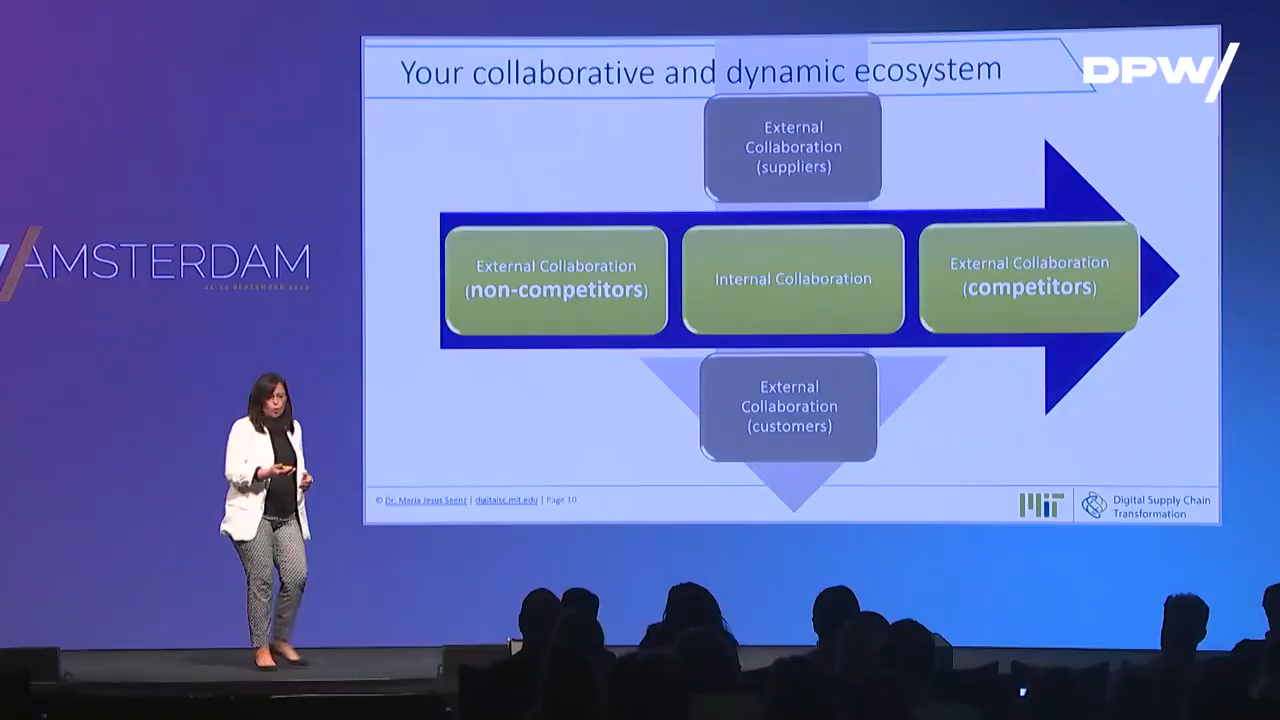 Your collaborative and dynamic ecosystem
DPW/
External
Collaboration
(suppliers)
/AMSTERDAM
External Collaboration
(non-competitors)
Internal Collaboration
External Collaboration
(competitors)
External
Collaboration
(customers)
© Dr. Maria Jesus Saenz | digitalsc.mit.edu | Page 10
MIT
Digital Supply Chain
Transformation